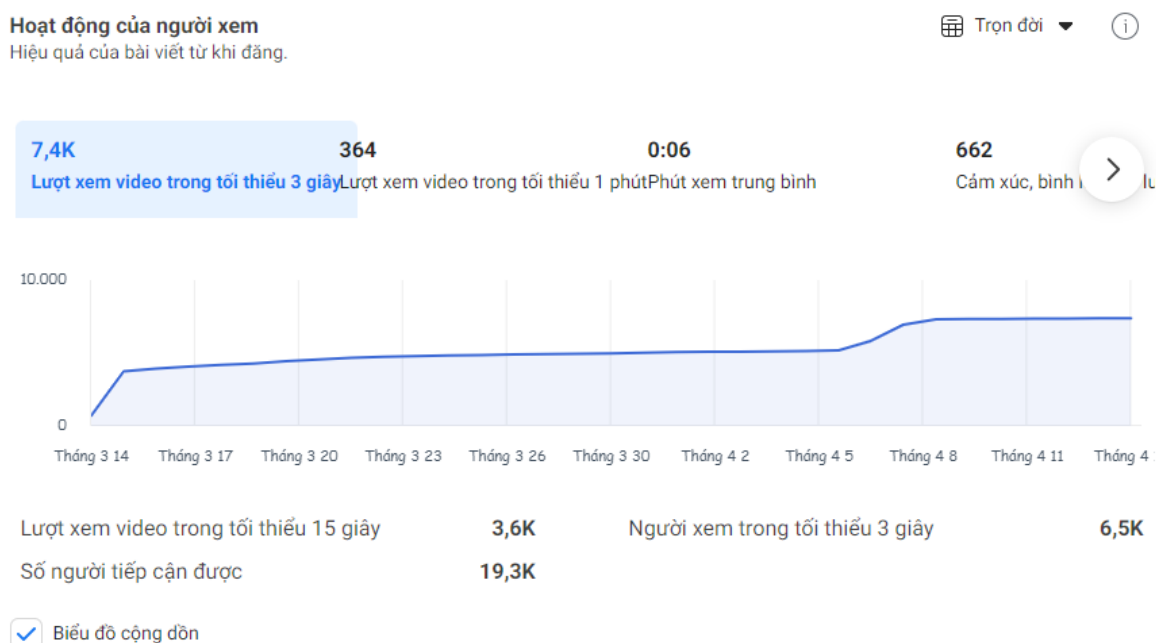 Hoạt động của người xem
Trọn đời
Hiệu quả của bài viết từ khi đăng.
7,4K 364 0:06 662
Lượt xem video trong tối thiểu 3 giây Lượt xem video trong tối thiểu 1 phút Phút xem trung bình Cảm xúc, bình
10.000
0
Tháng 3 14 Tháng 3 17 Tháng 3 20 Tháng 3 23 Tháng 3 26 Tháng 3 30 Tháng 4 2 Tháng 4 5 Tháng 4 8 Tháng 4 11 Tháng 4
Lượt xem video trong tối thiểu 15 giây 3,6K Người xem trong tối thiểu 3 giây 6,5K
Số người tiếp cận được 19,3K
Biểu đồ cộng dồn